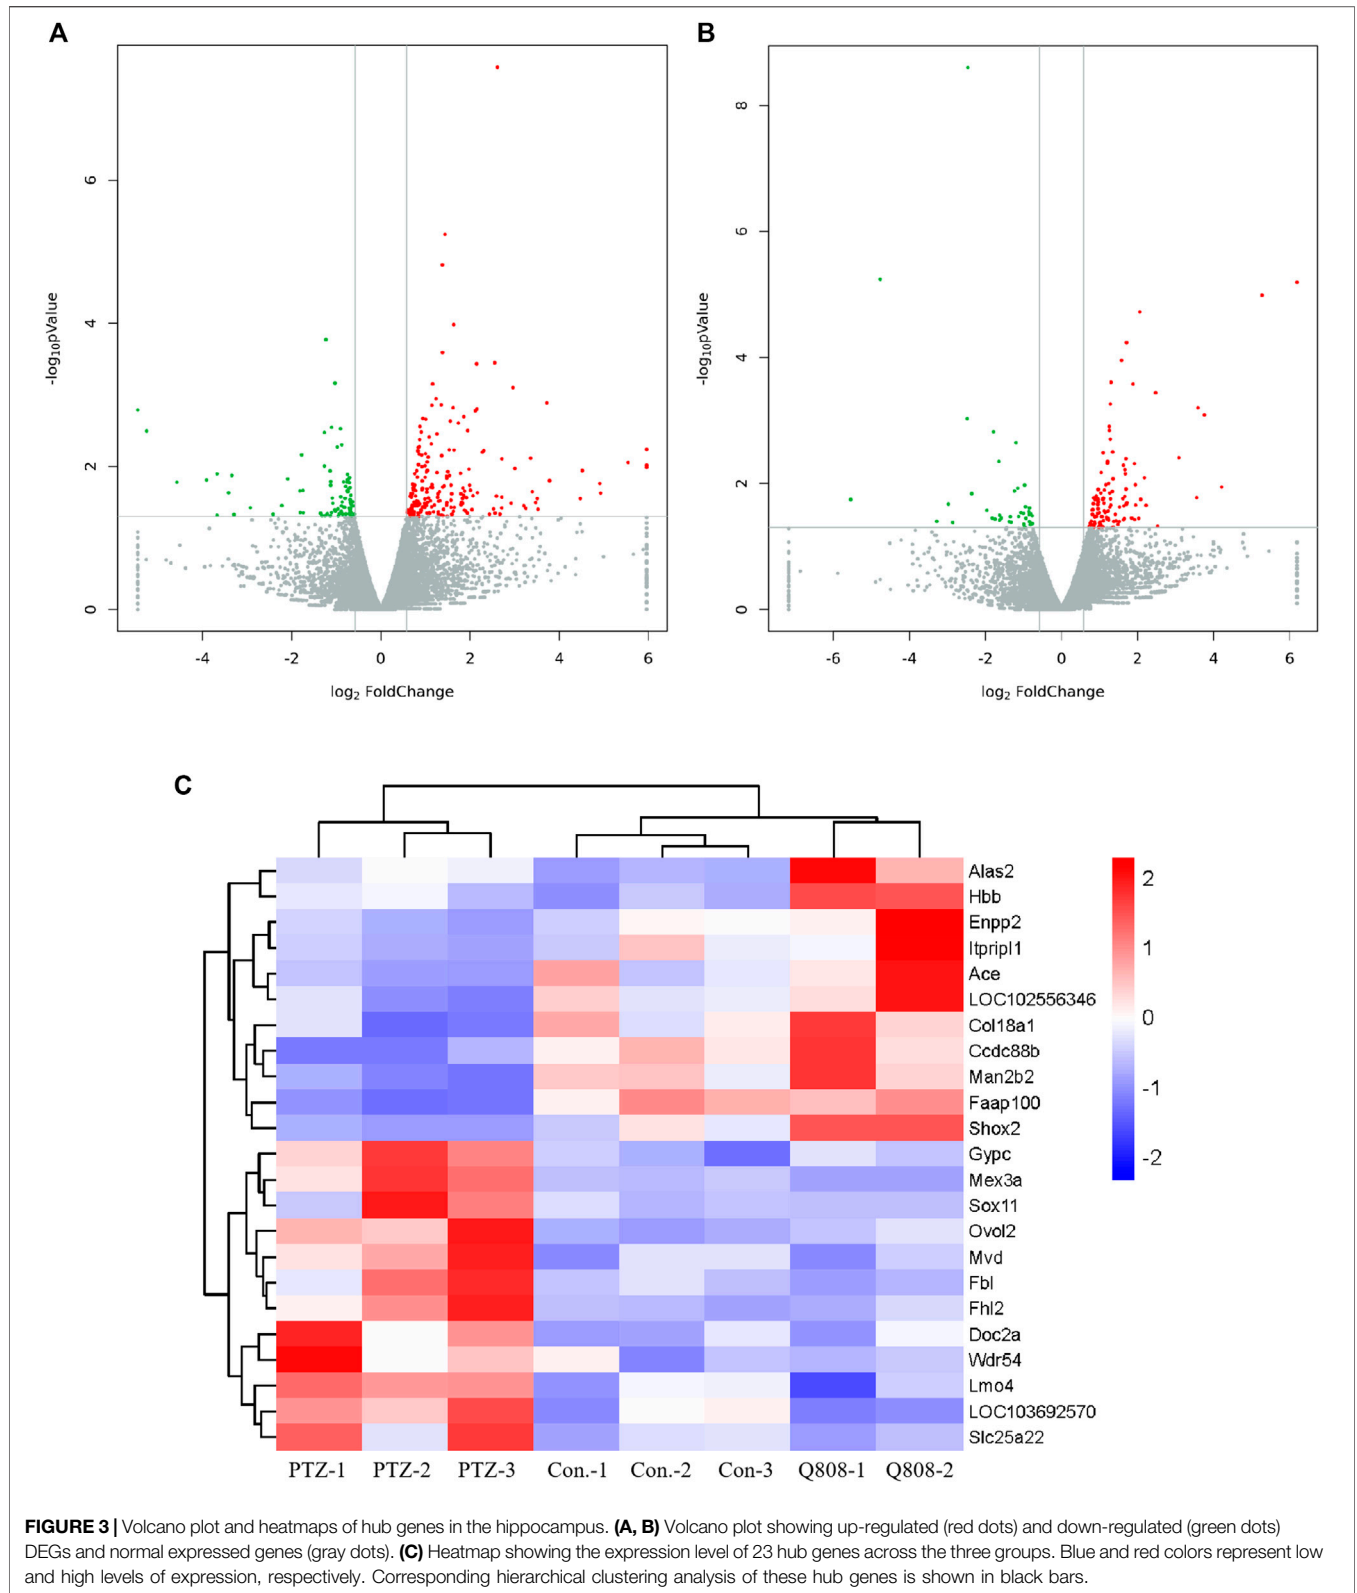 A
B
6
4
2
0
-log10pValue
-4 -2 0 2 4 6
log2 FoldChange
8
6
4
2
0
-log10pValue
-6 -4 -2 0 2 4 6
log2 FoldChange
C
Alas2
Hbb
Enpp2
Itpripl1
Ace
LOC102556346
Col18a1
Ccdc88b
Man2b2
Faap100
Shox2
Gypc
Mex3a
Sox11
Ovol2
Mvd
Fbl
Fhl2
Doc2a
Wdr54
Lmo4
LOC103692570
Slc25a22
2
1
0
-1
-2
PTZ-1 PTZ-2 PTZ-3 Con.-1 Con.-2 Con-3 Q808-1 Q808-2
FIGURE 3 | Volcano plot and heatmaps of hub genes in the hippocampus. (A, B) Volcano plot showing up-regulated (red dots) and down-regulated (green dots)
DEGs and normal expressed genes (gray dots). (C) Heatmap showing the expression level of 23 hub genes across the three groups. Blue and red colors represent low
and high levels of expression, respectively. Corresponding hierarchical clustering analysis of these hub genes is shown in black bars.